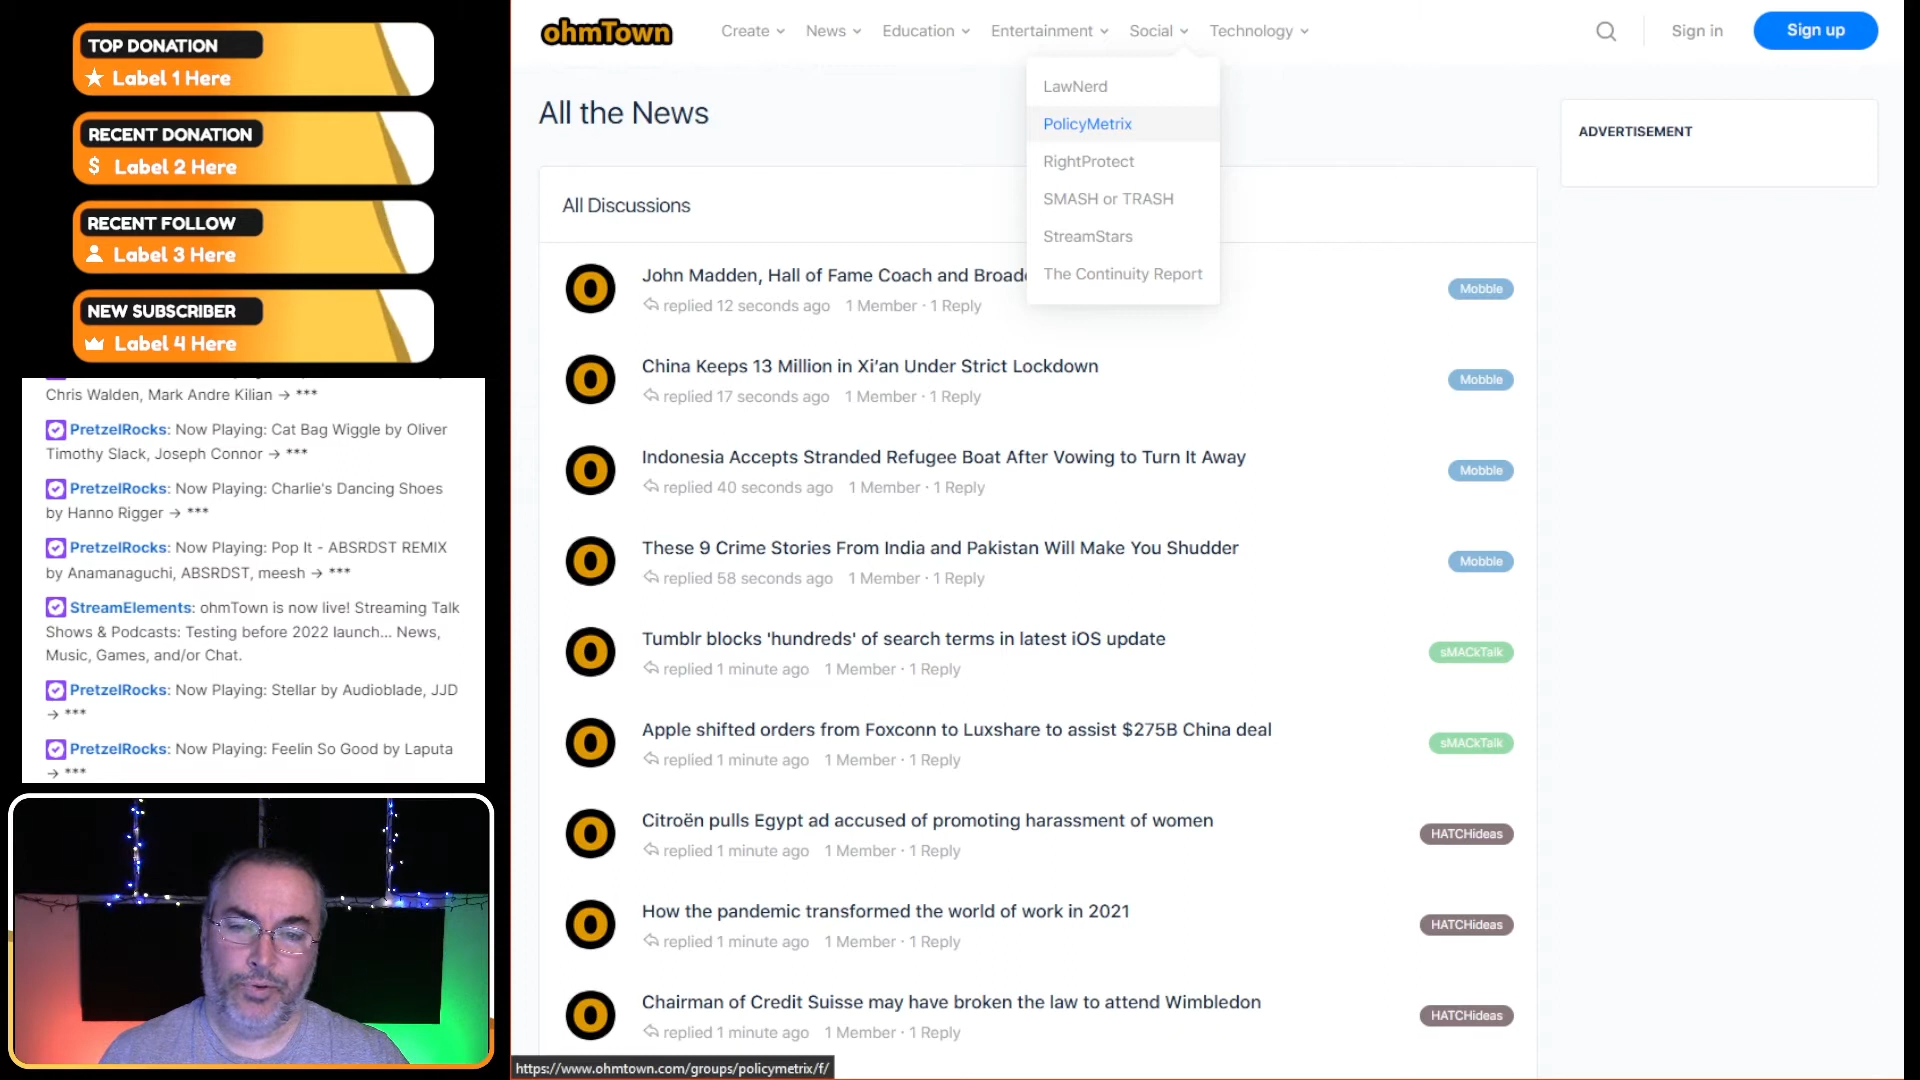 TOP DONATION
Label 1 Here
RECENT DONATION
$ Label 2 Here
RECENT FOLLOW
Label 3 Here
NEW SUBSCRIBER
Label 4 Here
Chris Walden, Mark Andre Kilian → ***
PretzelRocks: Now Playing: Cat Bag Wiggle by Oliver
Timothy Slack, Joseph Connor → ***
PretzelRocks: Now Playing: Charlie's Dancing Shoes
by Hanno Rigger → ***
PretzelRocks: Now Playing: Pop It - ABSRDST REMIX
by Anamanaguchi, ABSRDST, meesh → ***
StreamElements: ohmTown is now live! Streaming Talk
Shows & Podcasts: Testing before 2022 launch... News,
Music, Games, and/or Chat.
PretzelRocks: Now Playing: Stellar by Audioblade, JJD
→ ***
PretzelRocks: Now Playing: Feelin So Good by Laputa
→ ***
ohmTown
Create News Education Entertainment Social Technology
Sign in
Sign up
LawNerd
PolicyMetrix
RightProtect
SMASH or TRASH
StreamStars
The Continuity Report
All the News
ADVERTISEMENT
All Discussions
John Madden, Hall of Fame Coach and
replied 12 seconds ago 1 Member · 1 Reply
Mobble
China Keeps 13 Million in Xi’an Under Strict Lockdown
replied 17 seconds ago 1 Member · 1 Reply
Mobble
Indonesia Accepts Stranded Refugee Boat After Vowing to Turn It Away
replied 40 seconds ago 1 Member · 1 Reply
Mobble
These 9 Crime Stories From India and Pakistan Will Make You Shudder
replied 58 seconds ago 1 Member · 1 Reply
Mobble
Tumblr blocks 'hundreds' of search terms in latest iOS update
replied 1 minute ago 1 Member · 1 Reply
sMACkTalk
Apple shifted orders from Foxconn to Luxshare to assist $275B China deal
replied 1 minute ago 1 Member · 1 Reply
sMACkTalk
Citroën pulls Egypt ad accused of promoting harassment of women
replied 1 minute ago 1 Member · 1 Reply
HATCHideas
How the pandemic transformed the world of work in 2021
replied 1 minute ago 1 Member · 1 Reply
HATCHideas
Chairman of Credit Suisse may have broken the law to attend Wimbledon
replied 1 minute ago 1 Member · 1 Reply
HATCHideas
https://www.ohmtown.com/groups/policymetrix/f/